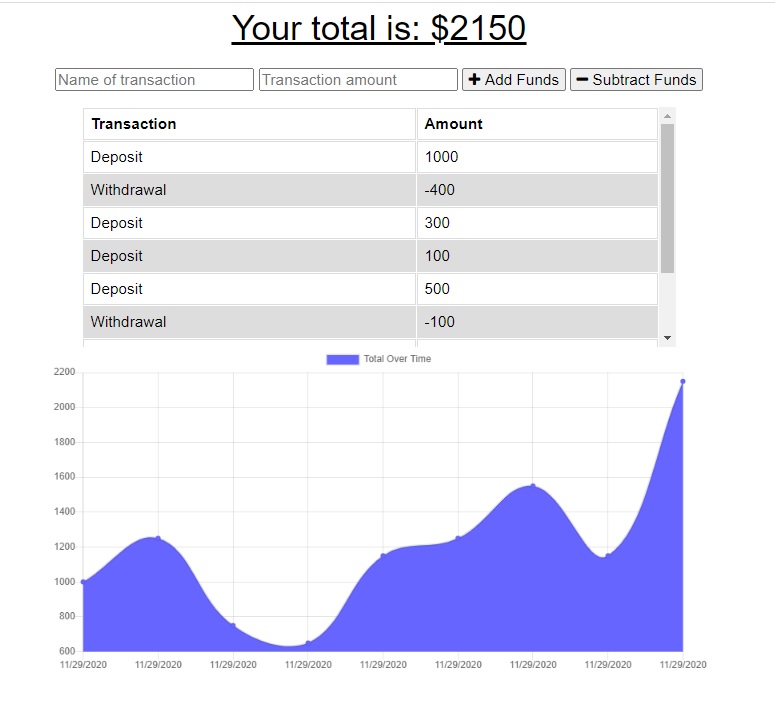 Your total is: $2150
Name of transaction Transaction amount + Add Funds − Subtract Funds
Transaction Amount
Deposit 1000
Withdrawal -400
Deposit 300
Deposit 100
Deposit 500
Withdrawal -100
Total Over Time
2200
2000
1800
1600
1400
1200
1000
800
600
11/29/2020 11/29/2020 11/29/2020 11/29/2020 11/29/2020 11/29/2020 11/29/2020 11/29/2020 11/29/2020